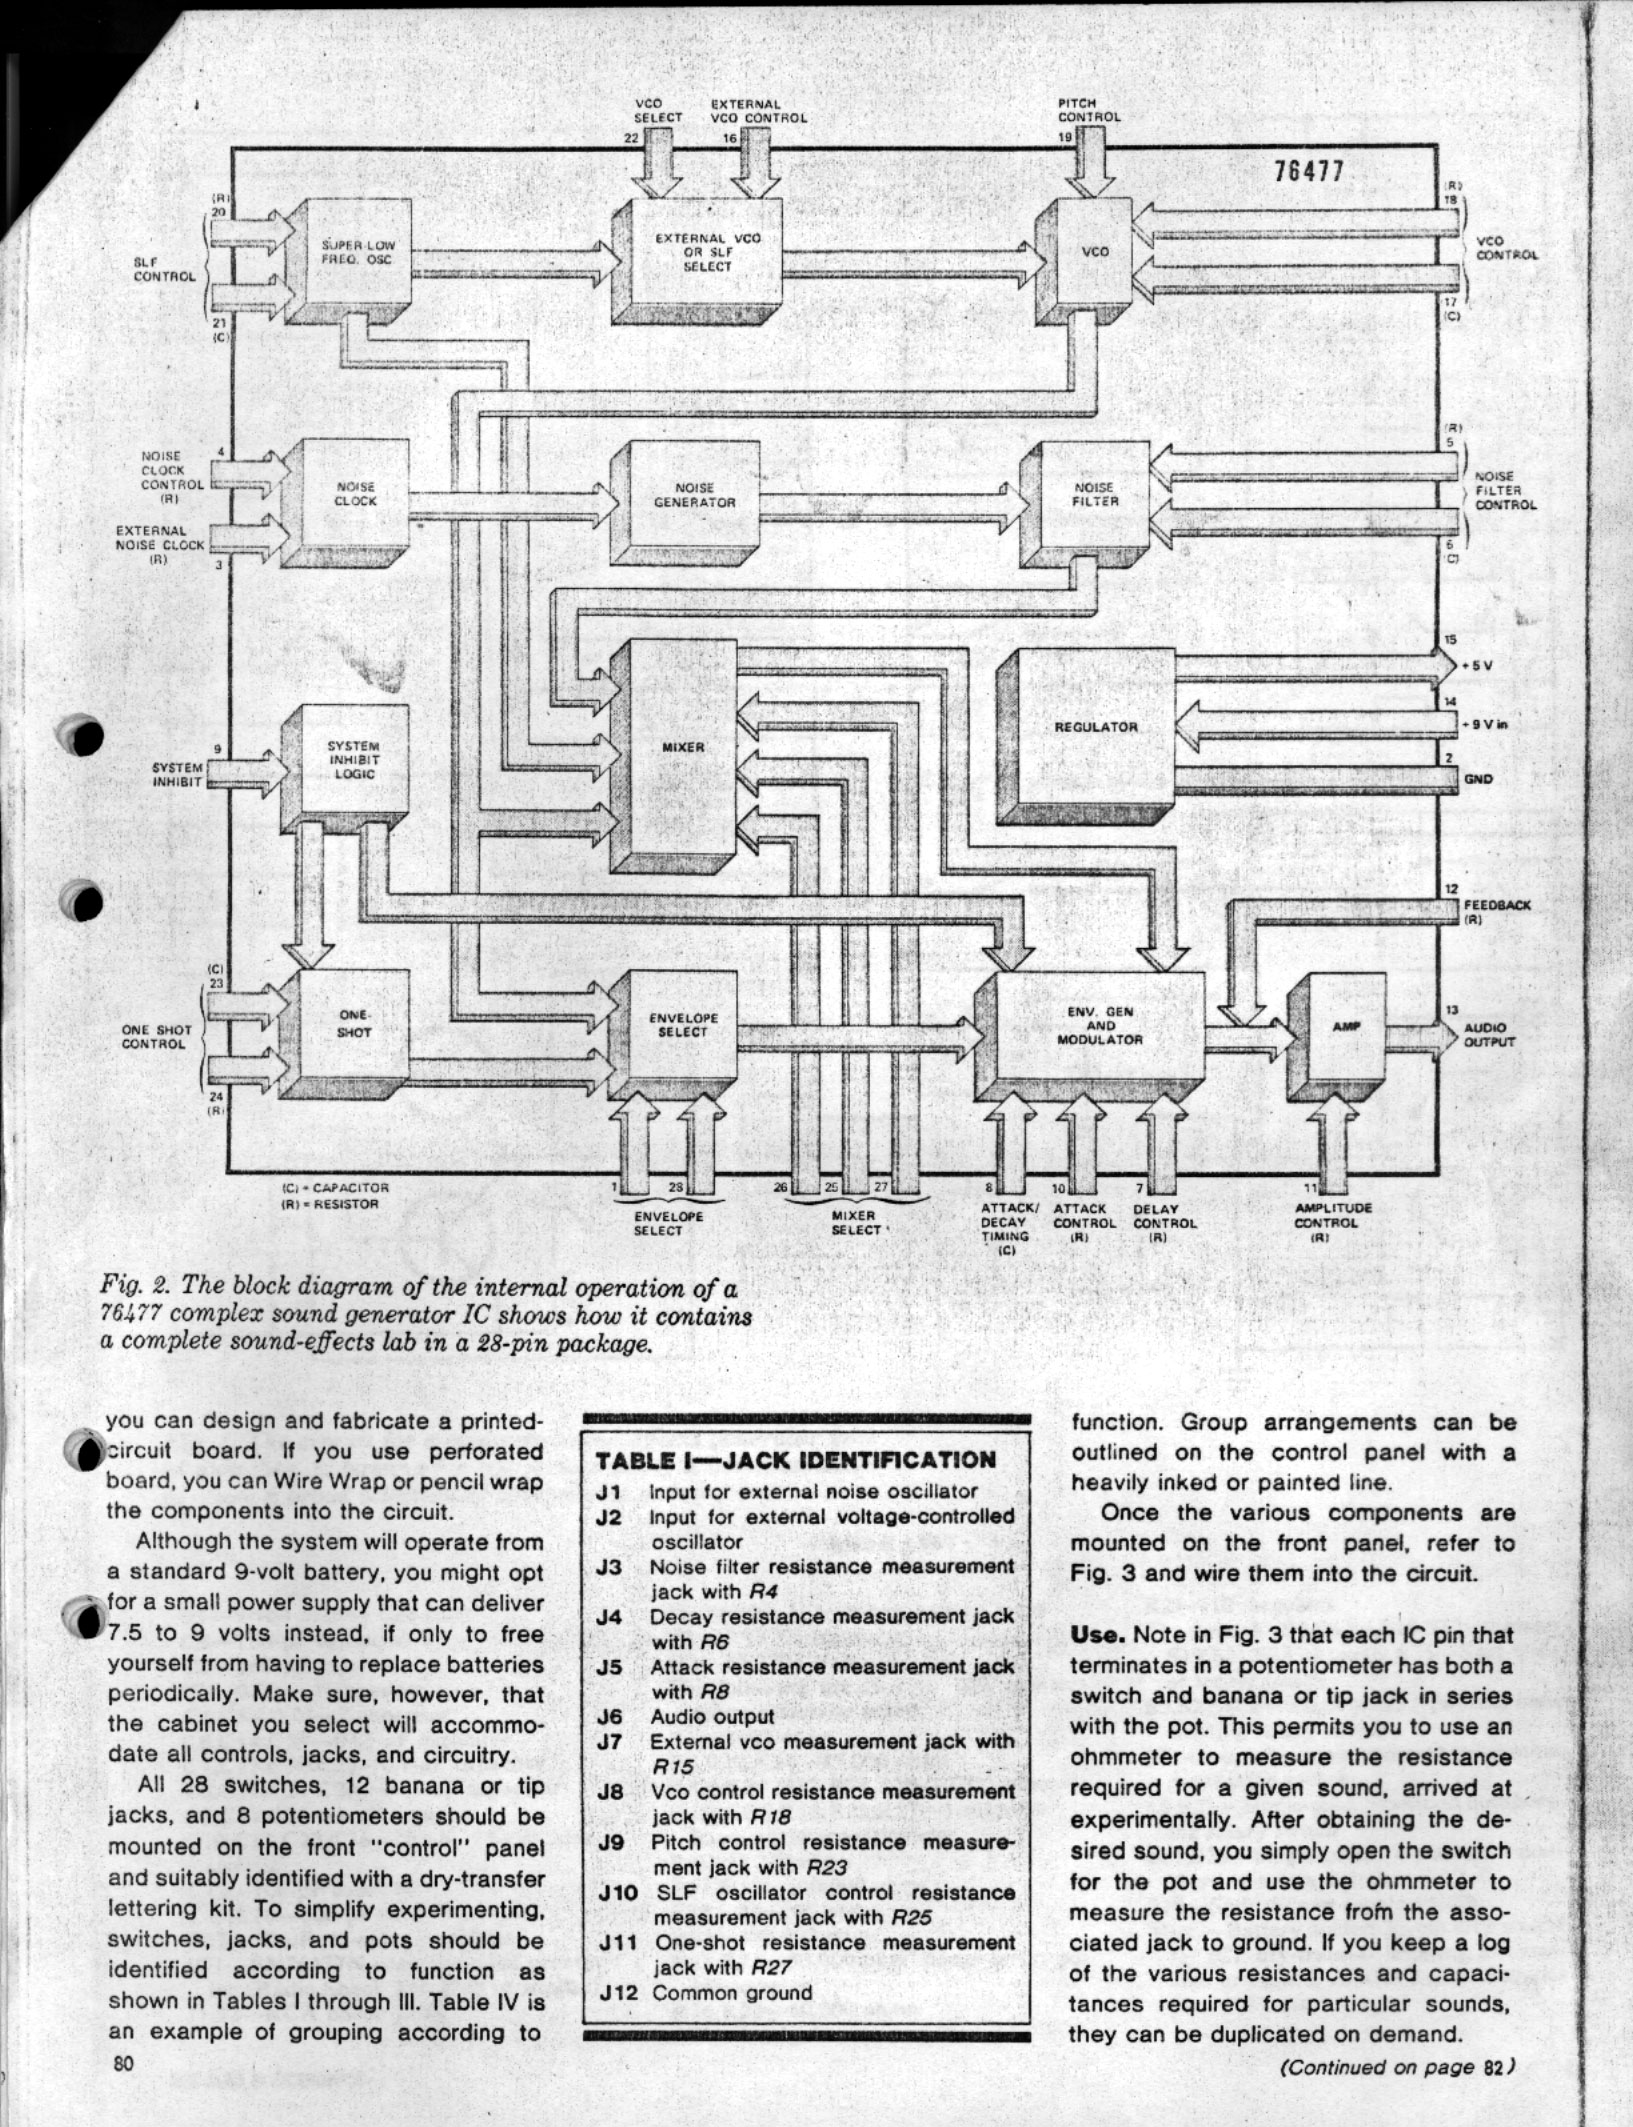 VCO
SELECT
22
EXTERNAL
VCO CONTROL
16
PITCH
CONTROL
19
76477
(R)
20
SLF
CONTROL
21
(C)
SUPER-LOW
FREQ. OSC
EXTERNAL VCO
OR SLF
SELECT
VCO
(R)
18
VCO
CONTROL
17
(C)
NOISE
CLOCK
CONTROL
(R)
4
EXTERNAL
NOISE CLOCK
(R)
3
NOISE
CLOCK
NOISE
GENERATOR
NOISE
FILTER
(R)
5
NOISE
FILTER
CONTROL
6
(C)
MIXER
REGULATOR
15
+5 V
14
+9 V in
2
GND
9
SYSTEM
INHIBIT
SYSTEM
INHIBIT
LOGIC
12
FEEDBACK
(R)
(C)
23
ONE SHOT
CONTROL
24
(R)
ONE-
SHOT
ENVELOPE
SELECT
ENV. GEN
AND
MODULATOR
AMP
13
AUDIO
OUTPUT
(C) = CAPACITOR
(R) = RESISTOR
1
28
ENVELOPE
SELECT
26
25
27
MIXER
SELECT
8
ATTACK/
DECAY
TIMING
(C)
10
ATTACK
CONTROL
(R)
7
DELAY
CONTROL
(R)
11
AMPLITUDE
CONTROL
(R)
Fig. 2. The block diagram of the internal operation of a
76477 complex sound generator IC shows how it contains
a complete sound-effects lab in a 28-pin package.
you can design and fabricate a printed-
circuit board. If you use perforated
board, you can Wire Wrap or pencil wrap
the components into the circuit.
Although the system will operate from
a standard 9-volt battery, you might opt
for a small power supply that can deliver
7.5 to 9 volts instead, if only to free
yourself from having to replace batteries
periodically. Make sure, however, that
the cabinet you select will accommo-
date all controls, jacks, and circuitry.
All 28 switches, 12 banana or tip
jacks, and 8 potentiometers should be
mounted on the front "control" panel
and suitably identified with a dry-transfer
lettering kit. To simplify experimenting,
switches, jacks, and pots should be
identified according to function as
shown in Tables I through III. Table IV is
an example of grouping according to
80
TABLE I—JACK IDENTIFICATION
J1 Input for external noise oscillator
J2 Input for external voltage-controlled
oscillator
J3 Noise filter resistance measurement
jack with R4
J4 Decay resistance measurement jack
with R6
J5 Attack resistance measurement jack
with R8
J6 Audio output
J7 External vco measurement jack with
R15
J8 Vco control resistance measurement
jack with R18
J9 Pitch control resistance measure-
ment jack with R23
J10 SLF oscillator control resistance
measurement jack with R25
J11 One-shot resistance measurement
jack with R27
J12 Common ground
function. Group arrangements can be
outlined on the control panel with a
heavily inked or painted line.
Once the various components are
mounted on the front panel, refer to
Fig. 3 and wire them into the circuit.
Use. Note in Fig. 3 that each IC pin that
terminates in a potentiometer has both a
switch and banana or tip jack in series
with the pot. This permits you to use an
ohmmeter to measure the resistance
required for a given sound, arrived at
experimentally. After obtaining the de-
sired sound, you simply open the switch
for the pot and use the ohmmeter to
measure the resistance from the asso-
ciated jack to ground. If you keep a log
of the various resistances and capaci-
tances required for particular sounds,
they can be duplicated on demand.
(Continued on page 82)